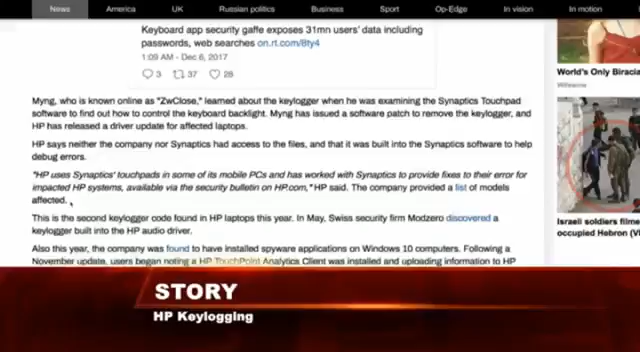 News America UK Russian politics Business Sport Op-Edge In vision In motion
Keyboard app security gaffe exposes 31mn users' data including
passwords, web searches on.rt.com/8ty4
1:09 AM - Dec 6, 2017
3 37 28
World's Only Biracia
Myng, who is known online as "ZwClose," learned about the keylogger when he was examining the Synaptics Touchpad
software to find out how to control the keyboard backlight. Myng has issued a software patch to remove the keylogger, and
HP has released a driver update for affected laptops.
HP says neither the company nor Synaptics had access to the files, and that it was built into the Synaptics software to help
debug errors.
"HP uses Synaptics' touchpads in some of its mobile PCs and has worked with Synaptics to provide fixes to their error for
impacted HP systems, available via the security bulletin on HP.com," HP said. The company provided a list of models
affected.
This is the second keylogger code found in HP laptops this year. In May, Swiss security firm Modzero discovered a
keylogger built into the HP audio driver.
Israeli soldiers filme
occupied Hebron (V
Also this year, the company was found to have installed spyware applications on Windows 10 computers. Following a
November update, users began noting a HP TouchPoint Analytics Client was installed and uploading information to HP
STORY
HP Keylogging